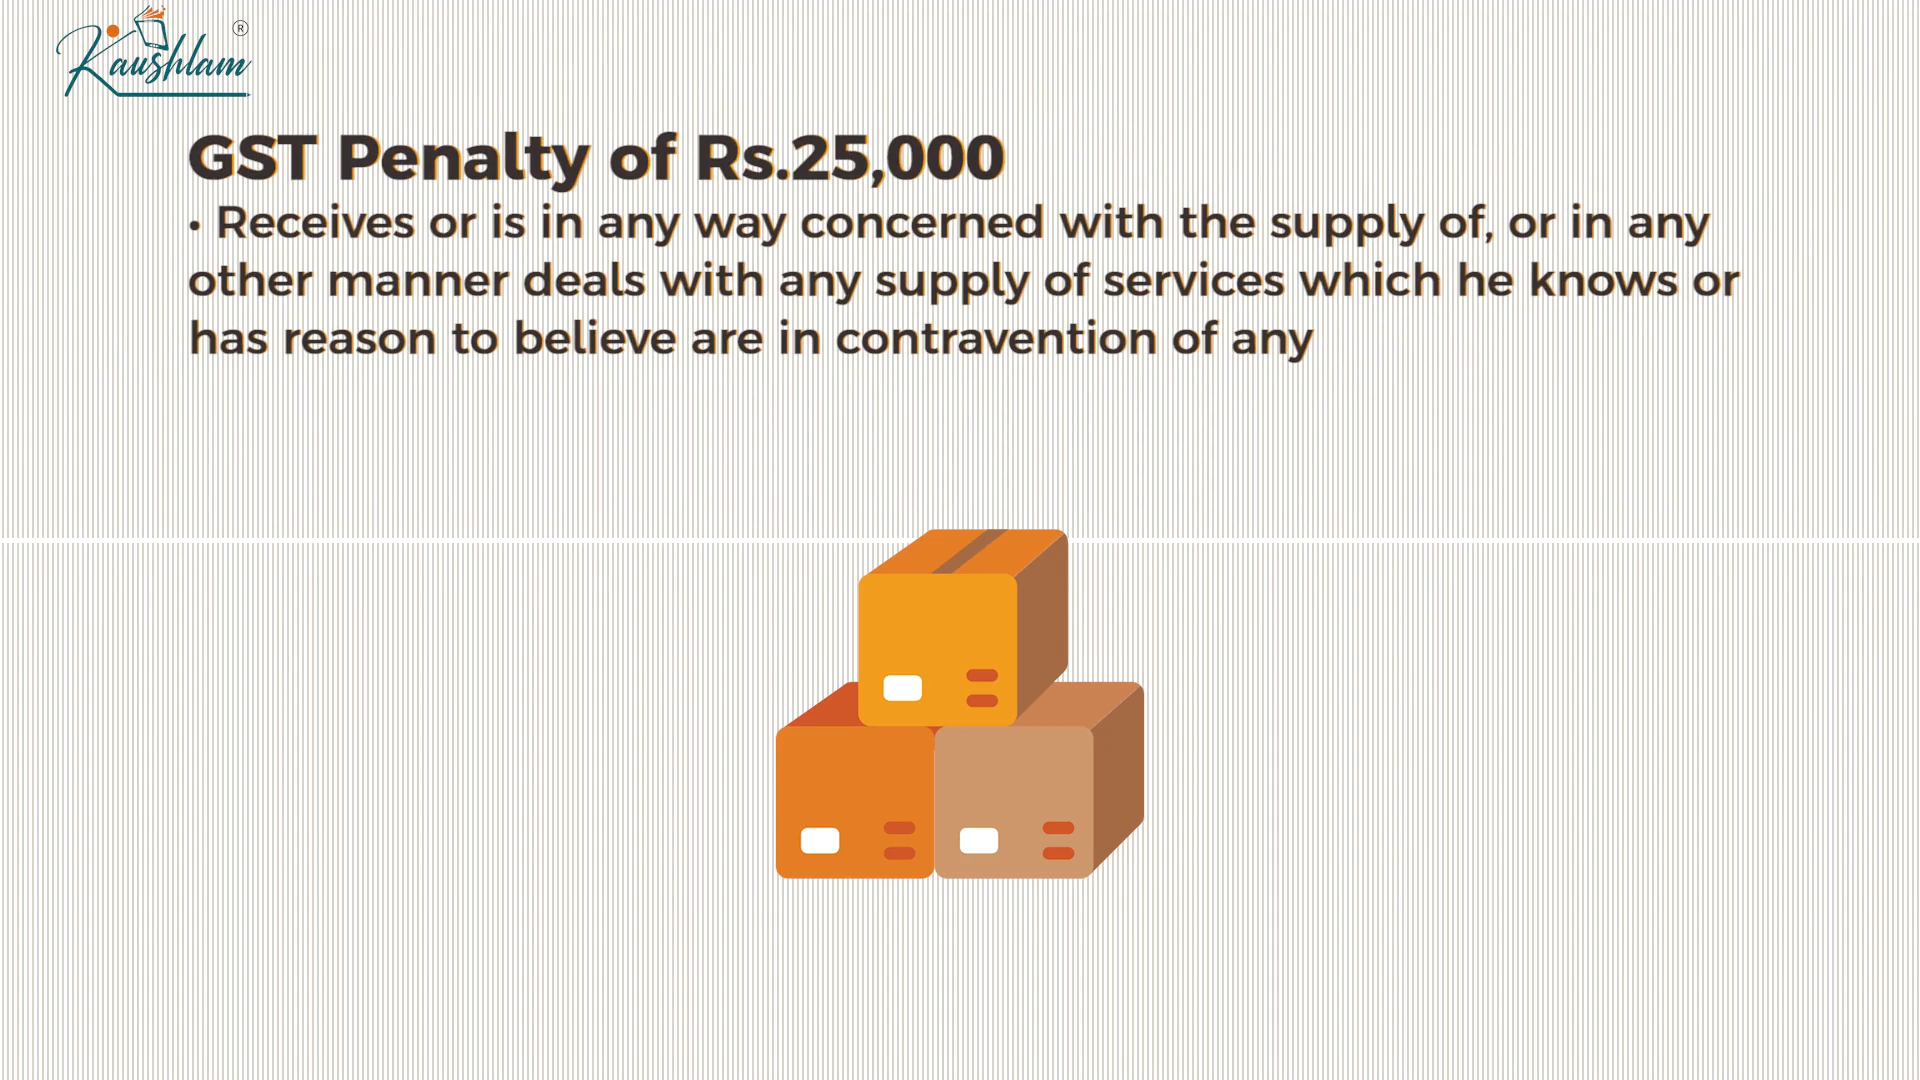 Kaushlam ®
GST Penalty of Rs.25,000
• Receives or is in any way concerned with the supply of, or in any
other manner deals with any supply of services which he knows or
has reason to believe are in contravention of any